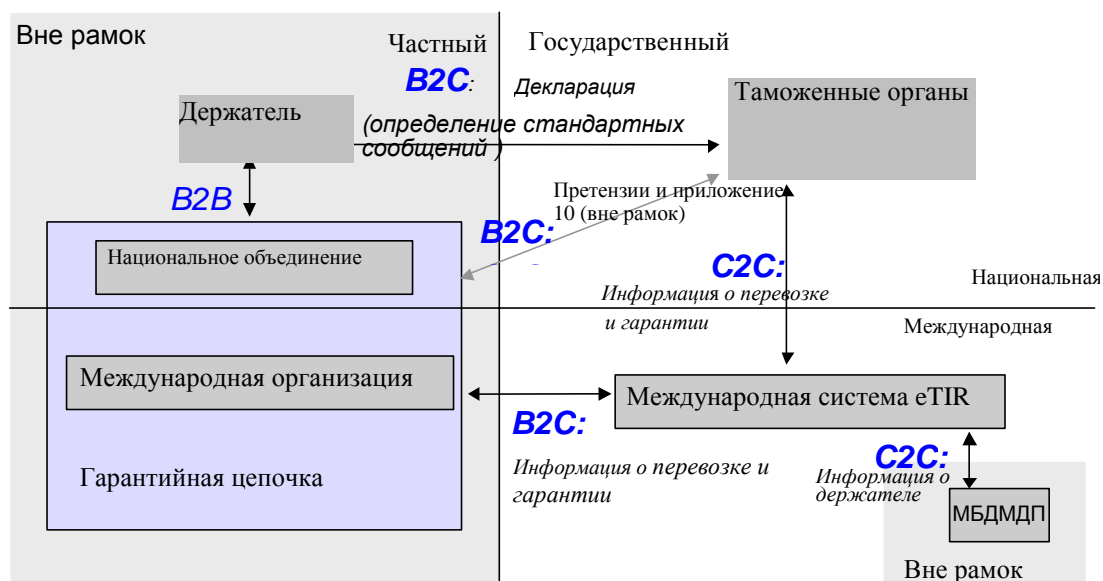 Вне рамок
Частный
Государственный
B2C:
Декларация
Держатель
Таможенные органы
(определение стандартных
сообщений )
B2B
Претензии и приложение
10 (вне рамок)
B2C:
Национальное объединение
C2C:
Национальная
Информация о перевозке
и гарантии
Международная
Международная организация
Международная система eTIR
B2C:
C2C:
Информация о перевозке и
гарантии
Информация о
держателе
Гарантийная цепочка
МБДМДП
Вне рамок